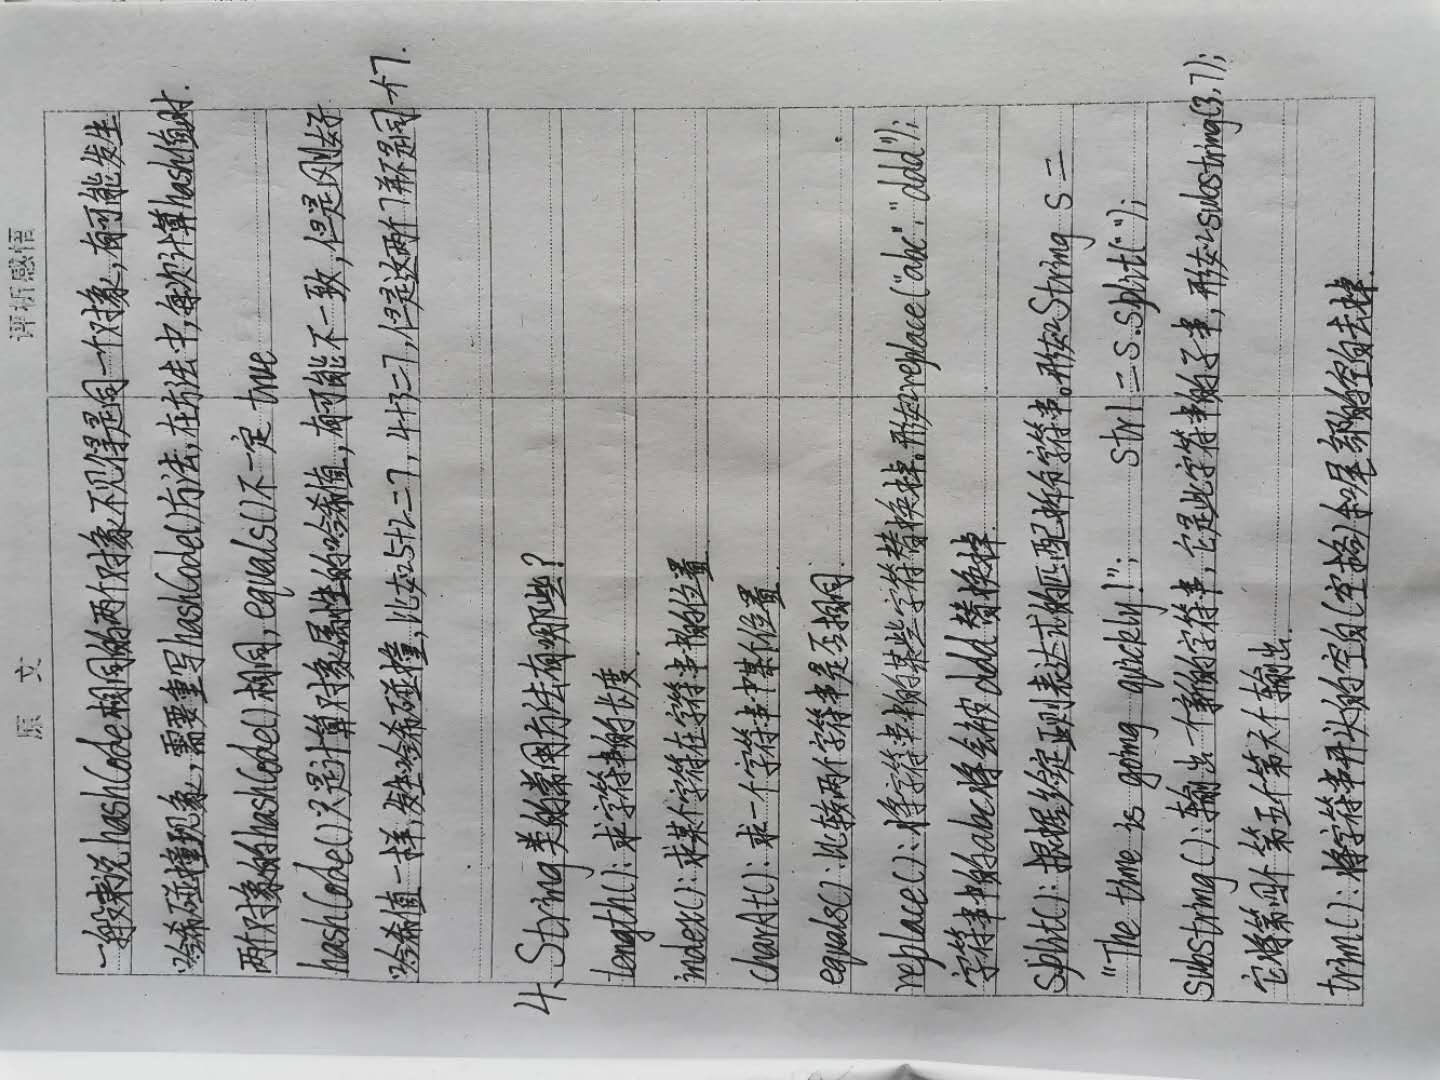 原 文 评析感悟
一般来说hashCode相同的两个对象不见得是同一个对象,有可能发生
哈希碰撞现象,需要重写hashCode()方法,在方法中,每次计算hash值时.
两个对象的hashCode()相同,equals()不一定true
hashCode()只是计算对象属性的哈希值,有可能不一致,但是刚好
哈希值一样,发生哈希碰撞,比如5+2=7,4+3=7,但是这两个7并不是同一个7.
4、String类的常用方法有哪些?
length():求字符串的长度.
index():求某个字符在字符串中的位置
charAt():求一个字符串中某个位置
equals():比较两个字符串是否相同.
replace():将字符串中的某些字符替换掉。形如replace("abc","ddd");
字符串中的abc将会被ddd替换掉.
split():根据给定正则表达式的匹配拆分字符串。形如String s =
"The time is going quickly!"; str1 = s.split(" ");
substring():输出一个新的字符串,它是此字符串的子串,形如substring(3,7);
它将第四个第五个第六个输出.
trim():将字符串开头的空白(空格)和尾部的空白去掉.